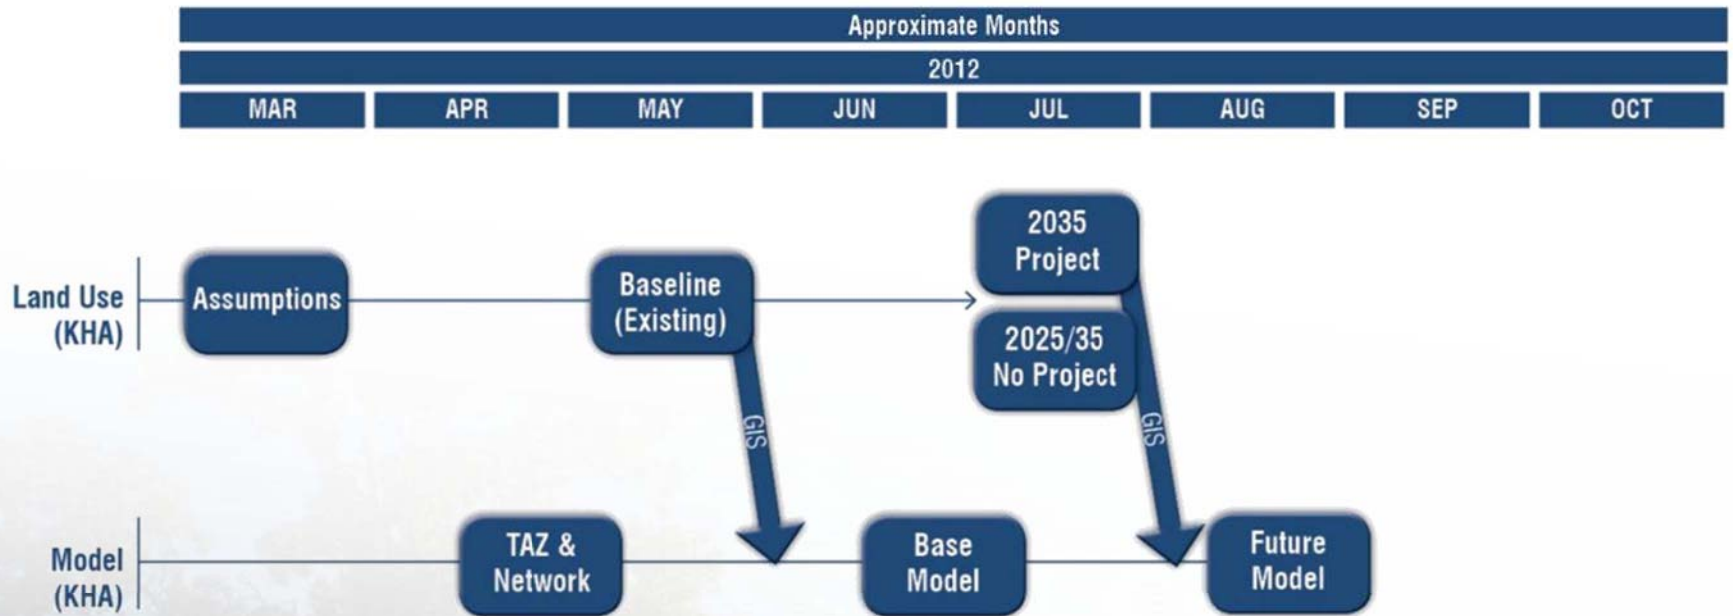 Approximate Months
2012
MAR APR MAY JUN JUL AUG SEP OCT
Land Use
(KHA)
Assumptions
Baseline
(Existing)
2035
Project
2025/35
No Project
GIS
GIS
Model
(KHA)
TAZ &
Network
Base
Model
Future
Model